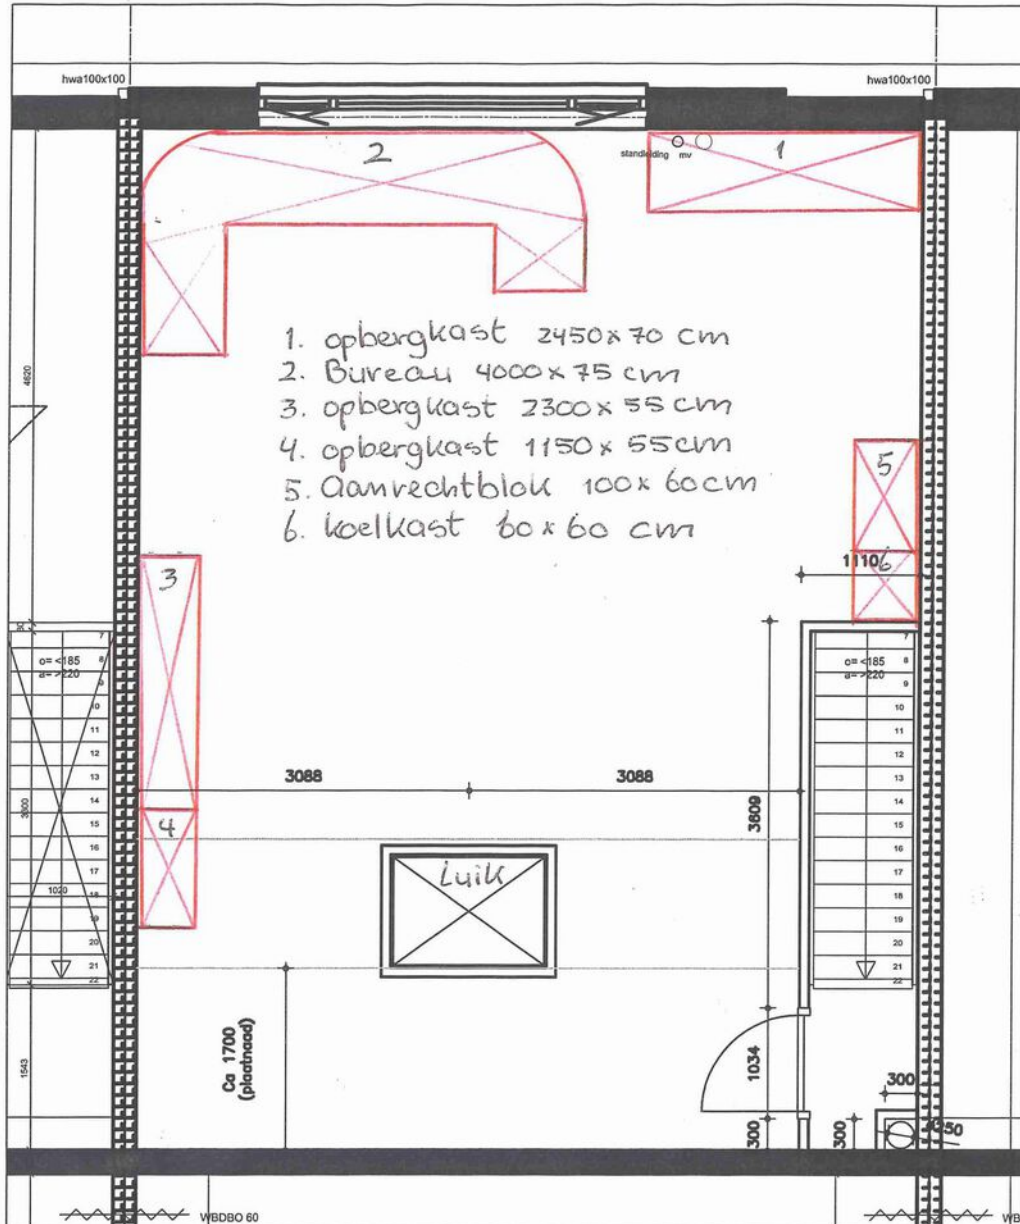 hwa100x100
hwa100x100
2
standleiding mv
1
1. opbergkast 2450x70 cm
2. Bureau 4000x75 cm
3. opbergkast 2300x55 cm
4. opbergkast 1150x55cm
5. Aanrechtblok 100x60cm
6. koelkast 60x60 cm
4620
5
3
1110
6
30
7
o= <185
a= >220
8
9
10
11
12
13
14
15
16
17
18
19
20
21
22
3300
1020
7
o= <185
a= >220
8
9
10
11
12
13
14
15
16
17
18
19
20
21
22
3088
3088
3609
4
Luik
Ca 1700
(plaatnaad)
1543
1034
300
300
300
WBDBO 60
WB